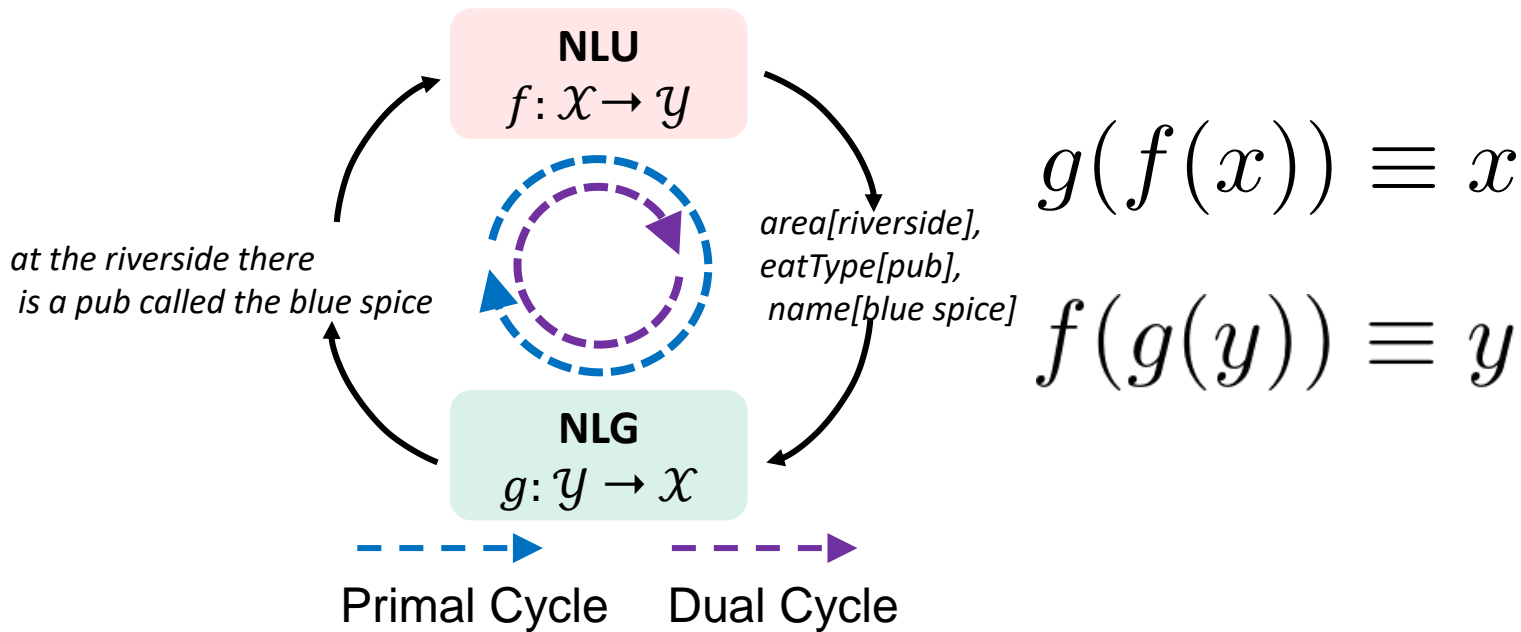 NLU
f: 𝒳 → 𝒴
at the riverside there
is a pub called the blue spice
area[riverside],
eatType[pub],
name[blue spice]
NLG
g: 𝒴 → 𝒳
Primal Cycle
Dual Cycle
g(f(x)) ≡ x
f(g(y)) ≡ y